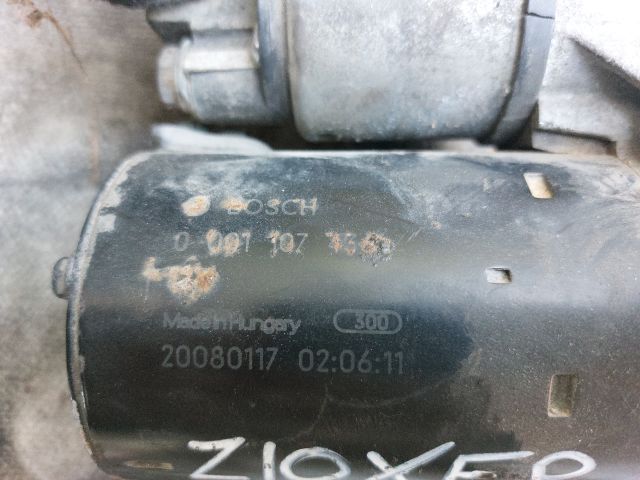 BOSCH
0 001 107
Made in Hungary 300
20080117 02:06:11
Z10XEP